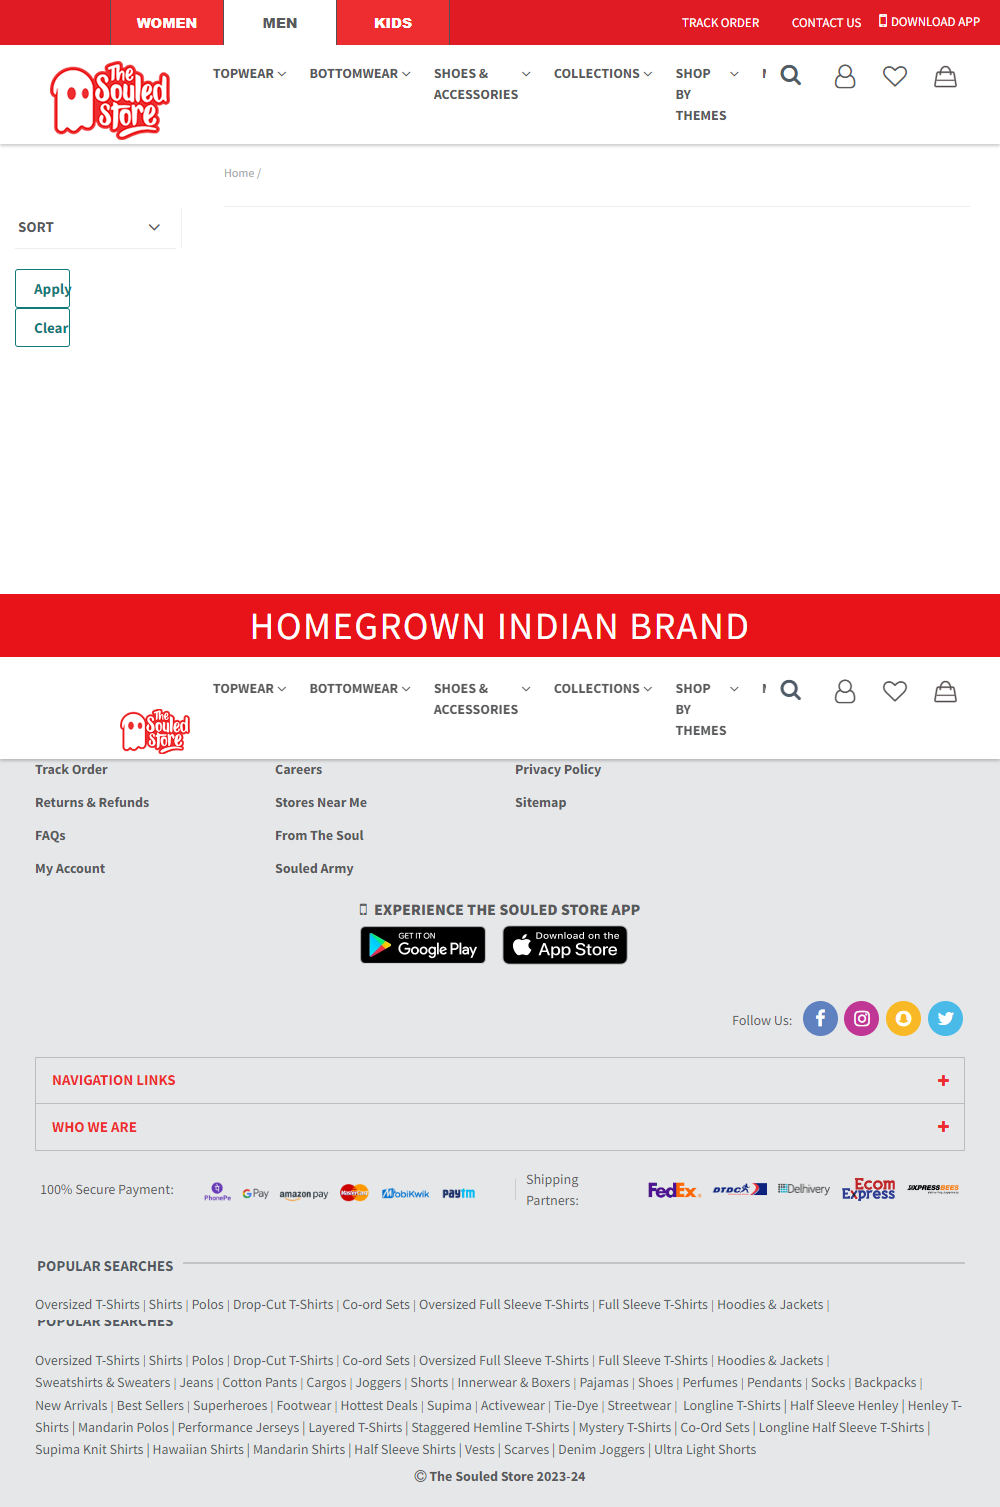 WOMEN MEN KIDS TRACK ORDER CONTACT US DOWNLOAD APP
The Souled Store
TOPWEAR BOTTOMWEAR SHOES & COLLECTIONS SHOP
ACCESSORIES BY
THEMES
Home /
SORT
Apply
Clear
HOMEGROWN INDIAN BRAND
TOPWEAR BOTTOMWEAR SHOES & COLLECTIONS SHOP
ACCESSORIES BY
The Souled Store THEMES
Track Order Careers Privacy Policy
Returns & Refunds Stores Near Me Sitemap
FAQs From The Soul
My Account Souled Army
EXPERIENCE THE SOULED STORE APP
GET IT ON Google Play Download on the App Store
Follow Us:
NAVIGATION LINKS +
WHO WE ARE +
100% Secure Payment: PhonePe G Pay amazon pay MasterCard MobiKwik paytm Shipping
Partners: FedEx DTDC Delhivery Ecom Express XPRESSBEES
POPULAR SEARCHES
Oversized T-Shirts | Shirts | Polos | Drop-Cut T-Shirts | Co-ord Sets | Oversized Full Sleeve T-Shirts | Full Sleeve T-Shirts | Hoodies & Jackets |
POPULAR SEARCHES
Oversized T-Shirts | Shirts | Polos | Drop-Cut T-Shirts | Co-ord Sets | Oversized Full Sleeve T-Shirts | Full Sleeve T-Shirts | Hoodies & Jackets |
Sweatshirts & Sweaters | Jeans | Cotton Pants | Cargos | Joggers | Shorts | Innerwear & Boxers | Pajamas | Shoes | Perfumes | Pendants | Socks | Backpacks |
New Arrivals | Best Sellers | Superheroes | Footwear | Hottest Deals | Supima | Activewear | Tie-Dye | Streetwear | Longline T-Shirts | Half Sleeve Henley | Henley T-
Shirts | Mandarin Polos | Performance Jerseys | Layered T-Shirts | Staggered Hemline T-Shirts | Mystery T-Shirts | Co-Ord Sets | Longline Half Sleeve T-Shirts |
Supima Knit Shirts | Hawaiian Shirts | Mandarin Shirts | Half Sleeve Shirts | Vests | Scarves | Denim Joggers | Ultra Light Shorts
© The Souled Store 2023-24